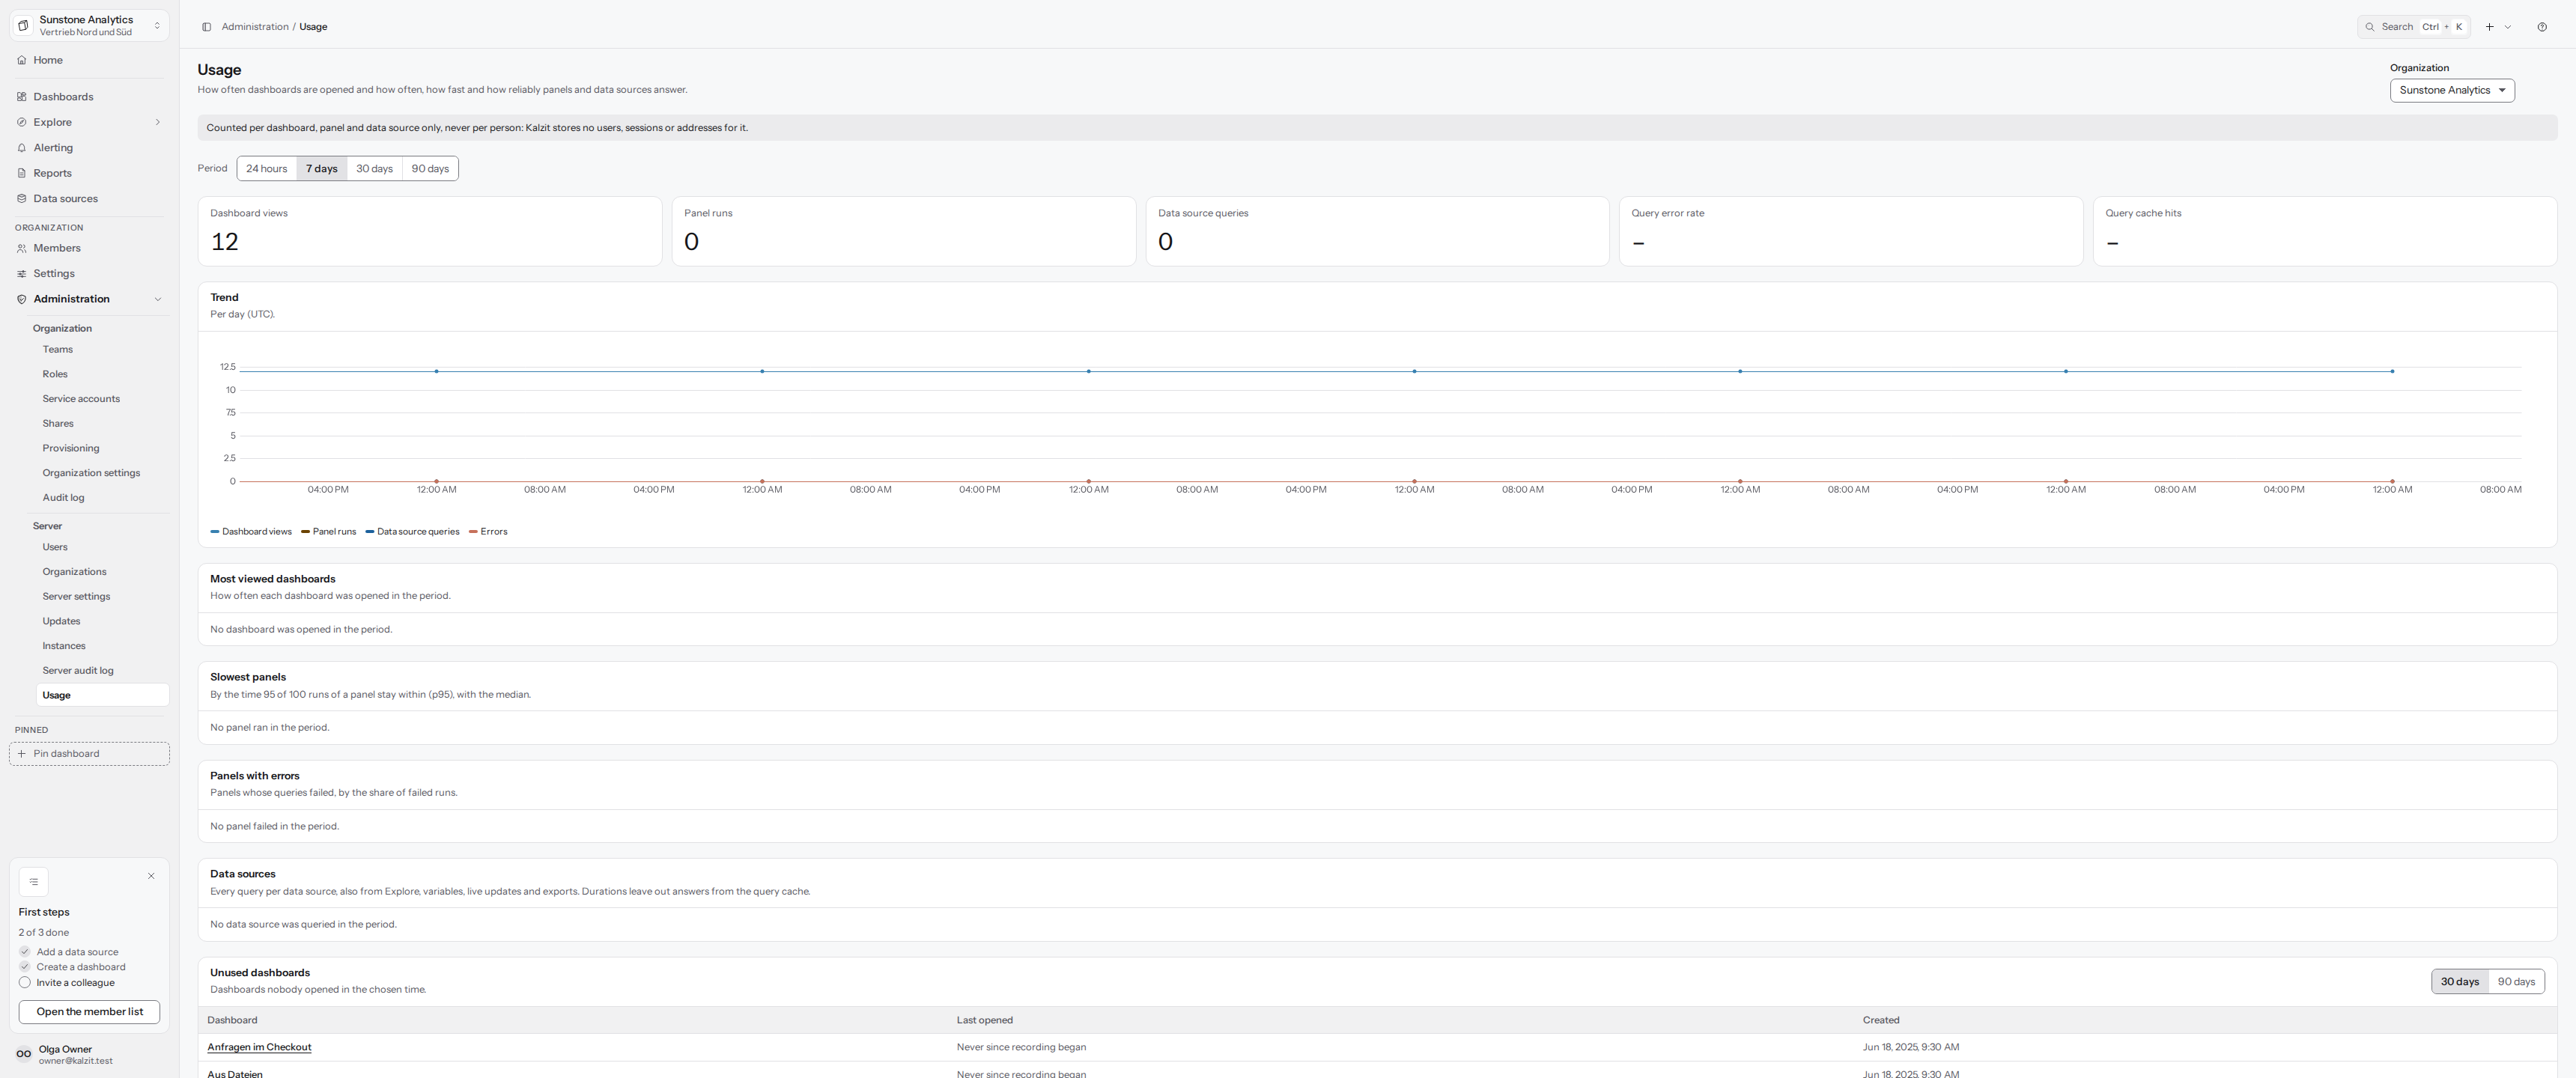 Sunstone Analytics
Vertrieb Nord und Süd
Home
Dashboards
Explore
Alerting
Reports
Data sources
ORGANIZATION
Members
Settings
Administration
Organization
Teams
Roles
Service accounts
Shares
Provisioning
Organization settings
Audit log
Server
Users
Organizations
Server settings
Updates
Instances
Server audit log
Usage
PINNED
Pin dashboard
First steps
2 of 3 done
Add a data source
Create a dashboard
Invite a colleague
Open the member list
OO
Olga Owner
owner@kalzit.test
Administration / Usage
Search Ctrl + K
Usage
How often dashboards are opened and how often, how fast and how reliably panels and data sources answer.
Organization
Sunstone Analytics
Counted per dashboard, panel and data source only, never per person: Kalzit stores no users, sessions or addresses for it.
Period 24 hours 7 days 30 days 90 days
Dashboard views
12
Panel runs
0
Data source queries
0
Query error rate
–
Query cache hits
–
Trend
Per day (UTC).
12.5
10
7.5
5
2.5
0
04:00 PM 12:00 AM 08:00 AM 04:00 PM 12:00 AM 08:00 AM 04:00 PM 12:00 AM 08:00 AM 04:00 PM 12:00 AM 08:00 AM 04:00 PM 12:00 AM 08:00 AM 04:00 PM 12:00 AM 08:00 AM 04:00 PM 12:00 AM 08:00 AM
Dashboard views Panel runs Data source queries Errors
Most viewed dashboards
How often each dashboard was opened in the period.
No dashboard was opened in the period.
Slowest panels
By the time 95 of 100 runs of a panel stay within (p95), with the median.
No panel ran in the period.
Panels with errors
Panels whose queries failed, by the share of failed runs.
No panel failed in the period.
Data sources
Every query per data source, also from Explore, variables, live updates and exports. Durations leave out answers from the query cache.
No data source was queried in the period.
Unused dashboards
Dashboards nobody opened in the chosen time.
30 days 90 days
Dashboard Last opened Created
Anfragen im Checkout Never since recording began Jun 18, 2025, 9:30 AM
Aus Dateien Never since recording began Jun 18, 2025, 9:30 AM